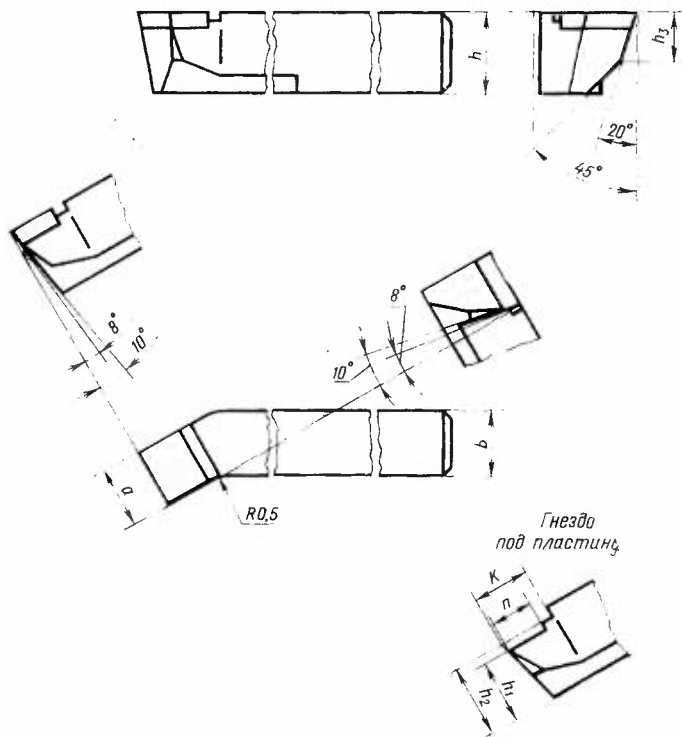 h
h₃
20°
45°
8°
10°
8°
10°
a
b
R0,5
Гнездо
под пластину
K
n
h₂
h₁